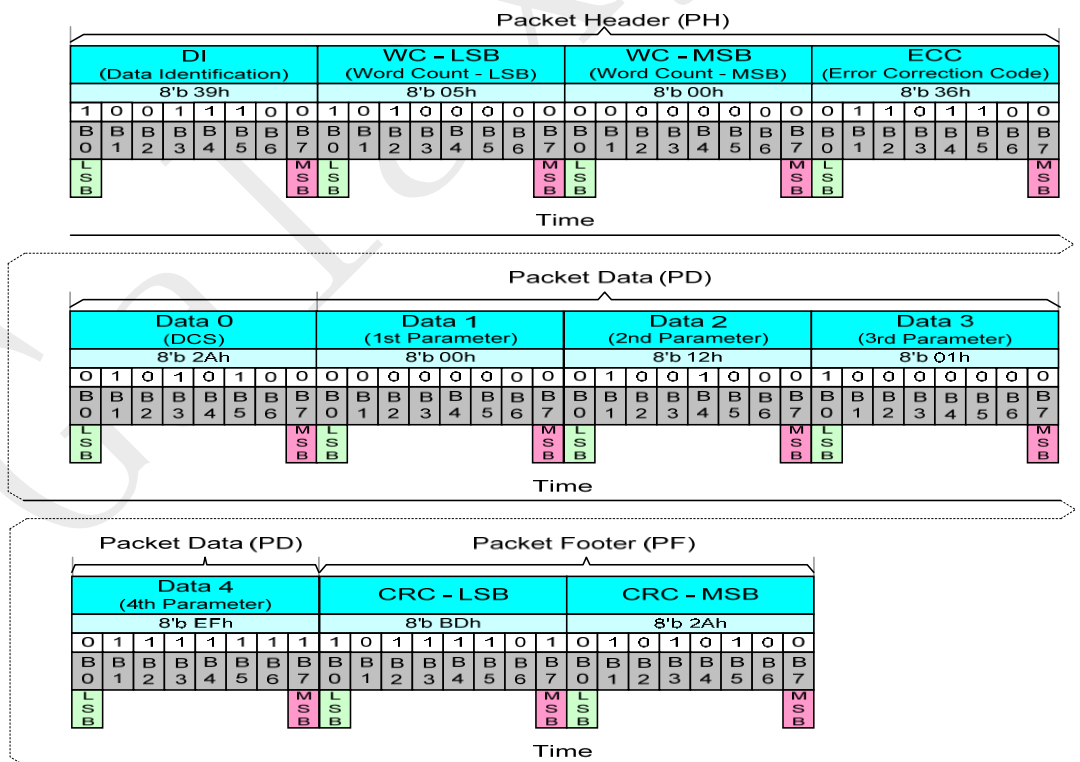 Packet Header (PH)
DI WC - LSB WC - MSB ECC
(Data Identification) (Word Count - LSB) (Word Count - MSB) (Error Correction Code)
8'b 39h 8'b 05h 8'b 00h 8'b 36h
1 0 0 1 1 1 0 0 1 0 1 0 0 0 0 0 0 0 0 0 0 0 0 0 0 1 1 0 1 1 0 0
B0 B1 B2 B3 B4 B5 B6 B7 B0 B1 B2 B3 B4 B5 B6 B7 B0 B1 B2 B3 B4 B5 B6 B7 B0 B1 B2 B3 B4 B5 B6 B7
LSB MSB LSB MSB LSB MSB LSB MSB
Time
Packet Data (PD)
Data 0 Data 1 Data 2 Data 3
(DCS) (1st Parameter) (2nd Parameter) (3rd Parameter)
8'b 2Ah 8'b 00h 8'b 12h 8'b 01h
0 1 0 1 0 1 0 0 0 0 0 0 0 0 0 0 0 1 0 0 1 0 0 0 1 0 0 0 0 0 0 0
B0 B1 B2 B3 B4 B5 B6 B7 B0 B1 B2 B3 B4 B5 B6 B7 B0 B1 B2 B3 B4 B5 B6 B7 B0 B1 B2 B3 B4 B5 B6 B7
LSB MSB LSB MSB LSB MSB LSB MSB
Time
Packet Data (PD) Packet Footer (PF)
Data 4 CRC - LSB CRC - MSB
(4th Parameter)
8'b EFh 8'b BDh 8'b 2Ah
0 1 1 1 1 1 1 1 1 0 1 1 1 1 0 1 0 1 0 1 0 1 0 0
B0 B1 B2 B3 B4 B5 B6 B7 B0 B1 B2 B3 B4 B5 B6 B7 B0 B1 B2 B3 B4 B5 B6 B7
LSB MSB LSB MSB LSB MSB
Time